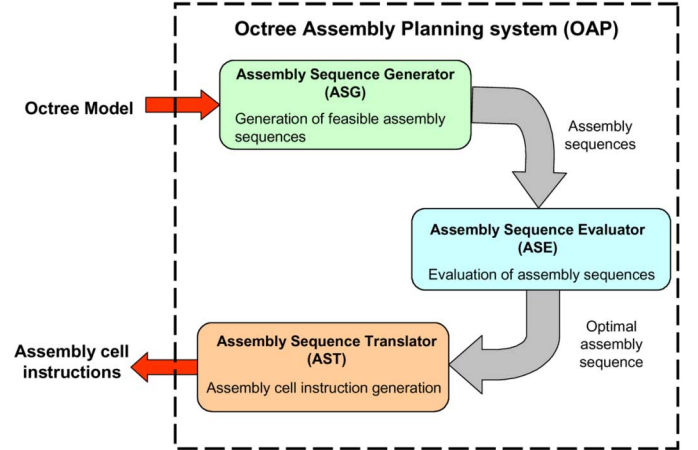 Octree Assembly Planning system (OAP)
Assembly Sequence Generator
(ASG)
Generation of feasible assembly
sequences
Octree Model
Assembly
sequences
Assembly Sequence Evaluator
(ASE)
Evaluation of assembly sequences
Optimal
assembly
sequence
Assembly Sequence Translator
(AST)
Assembly cell instruction generation
Assembly cell
instructions